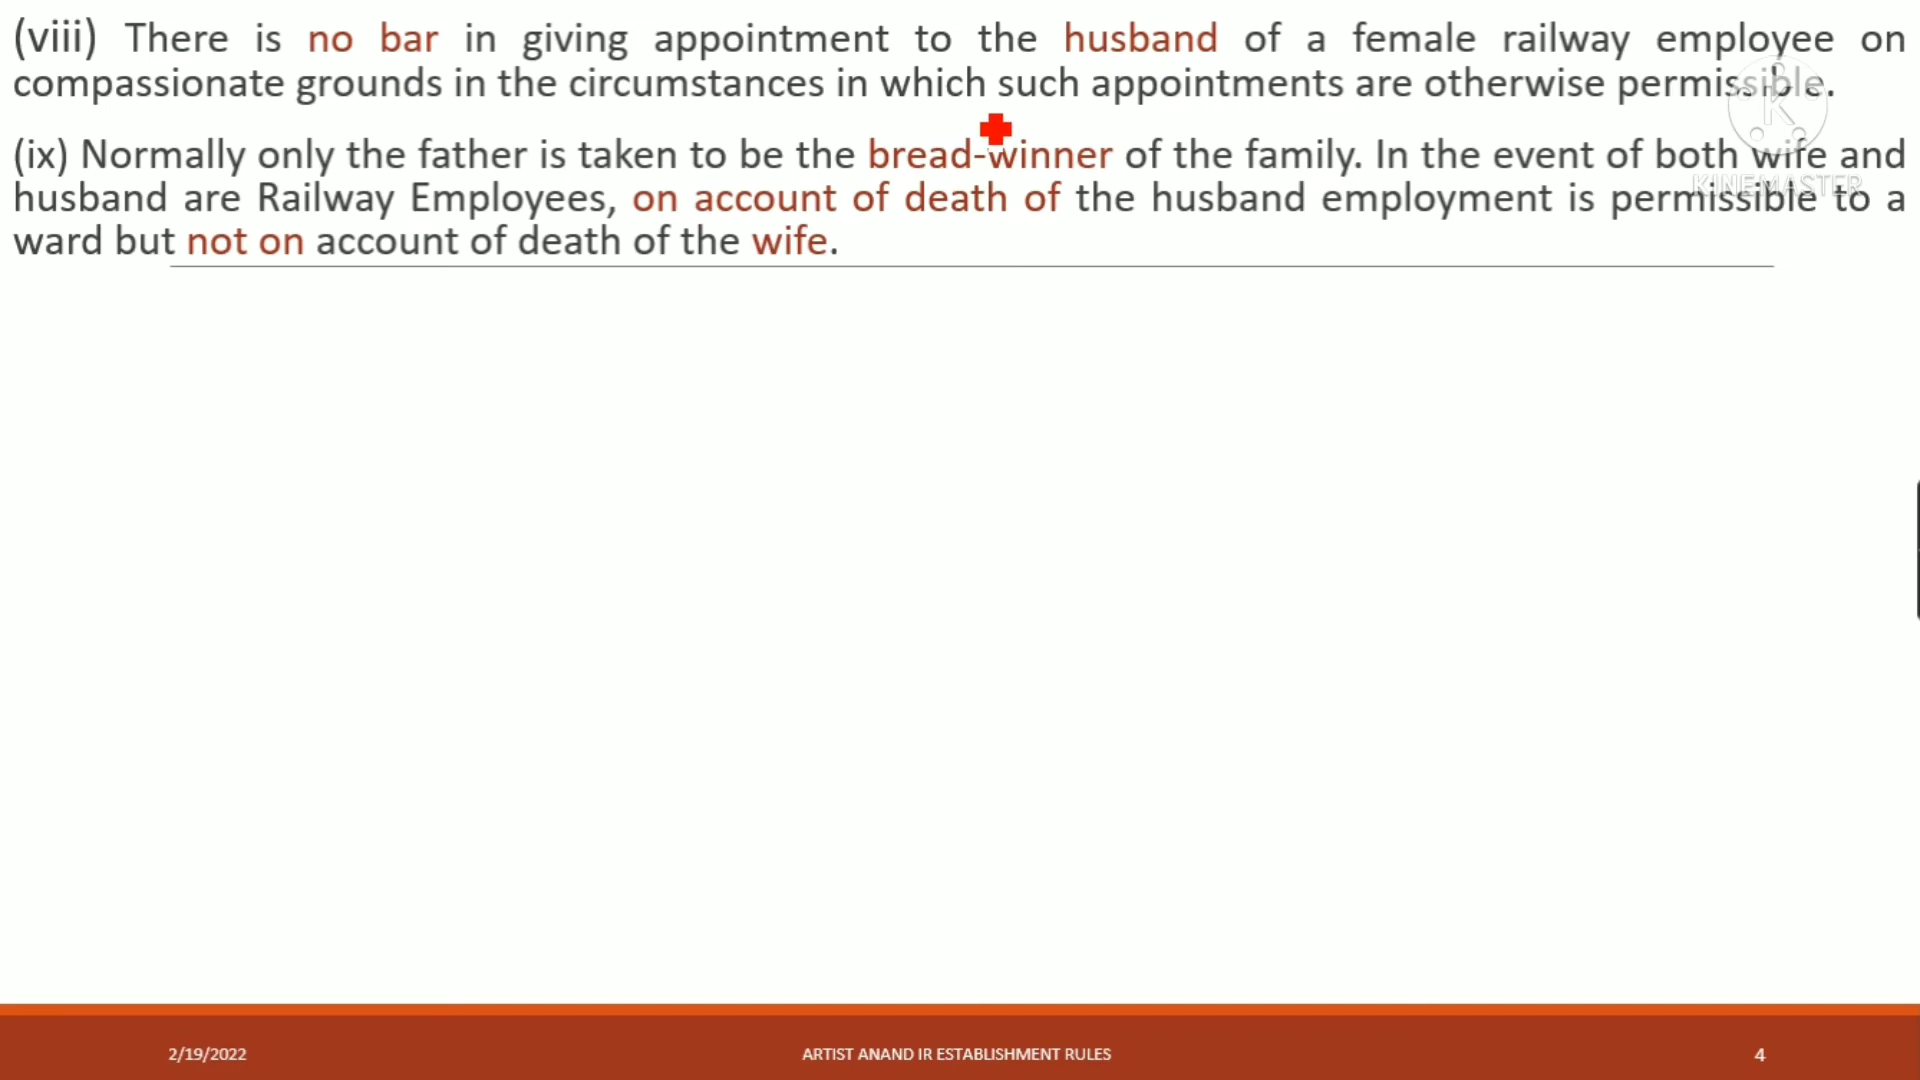 (viii) There is no bar in giving appointment to the husband of a female railway employee on
compassionate grounds in the circumstances in which such appointments are otherwise permissible.
(ix) Normally only the father is taken to be the bread-winner of the family. In the event of both wife and
husband are Railway Employees, on account of death of the husband employment is permissible to a
ward but not on account of death of the wife.
K
KINEMASTER
2/19/2022
ARTIST ANAND IR ESTABLISHMENT RULES
4